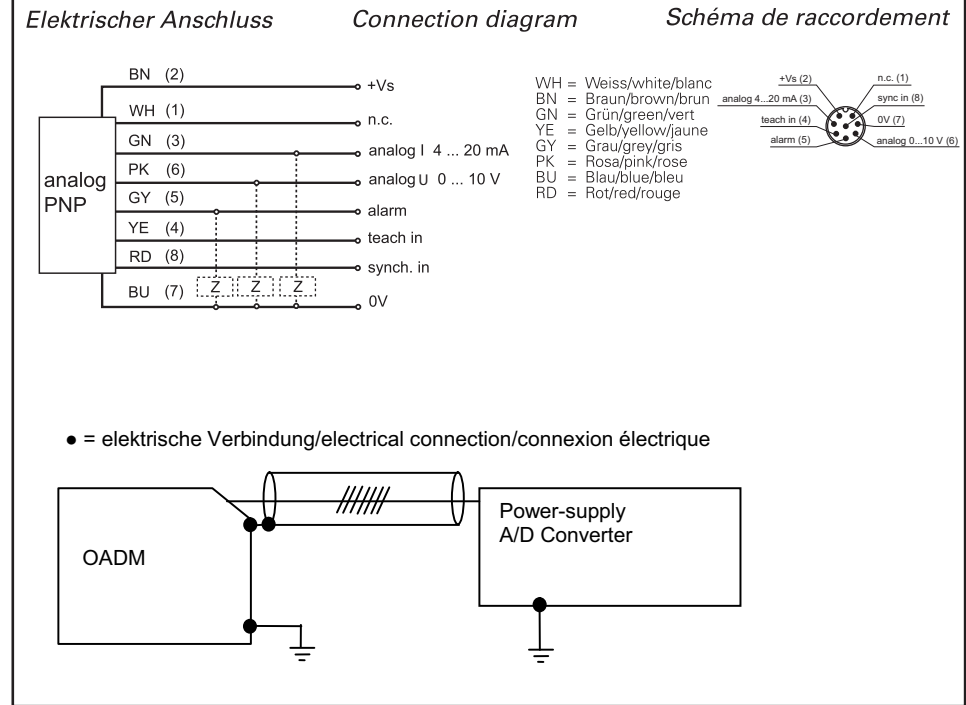 Elektrischer Anschluss Connection diagram Schéma de raccordement
BN (2) +Vs
WH (1) n.c.
GN (3) analog I 4 ... 20 mA
PK (6) analog U 0 ... 10 V
GY (5) alarm
YE (4) teach in
RD (8) synch. in
BU (7) 0V
analog
PNP
Z Z Z
WH = Weiss/white/blanc
BN = Braun/brown/brun
GN = Grün/green/vert
YE = Gelb/yellow/jaune
GY = Grau/grey/gris
PK = Rosa/pink/rose
BU = Blau/blue/bleu
RD = Rot/red/rouge
+Vs (2) n.c. (1)
analog 4...20 mA (3) sync in (8)
teach in (4) 0V (7)
alarm (5) analog 0...10 V (6)
● = elektrische Verbindung/electrical connection/connexion électrique
OADM
Power-supply
A/D Converter